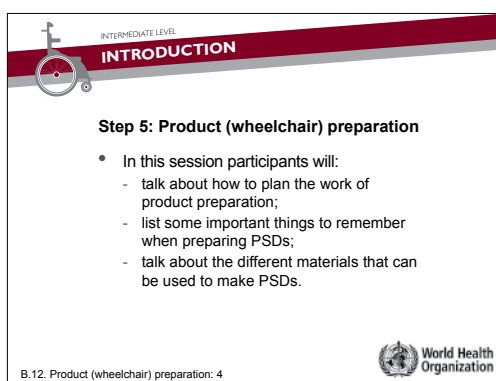 INTERMEDIATE LEVEL
INTRODUCTION
Step 5: Product (wheelchair) preparation
• In this session participants will:
- talk about how to plan the work of
product preparation;
- list some important things to remember
when preparing PSDs;
- talk about the different materials that can
be used to make PSDs.
B.12. Product (wheelchair) preparation: 4
World Health
Organization